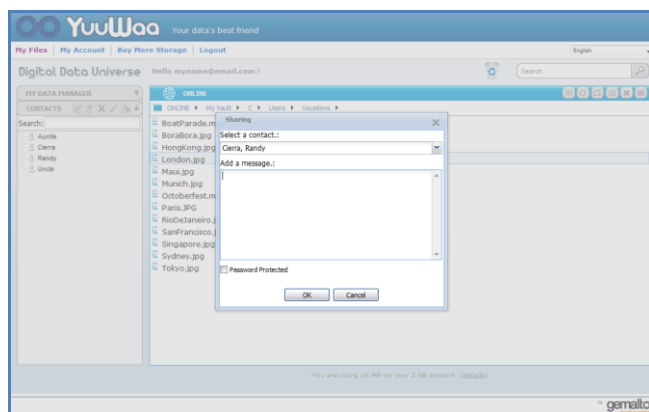 YuuWaa Your data's best friend
My Files | My Account | Buy More Storage | Logout
English
Digital Data Universe
Hello myname@email.com !
Search
MY DATA MANAGER
ONLINE
CONTACTS
ONLINE My Vault C Users Vacations
Search:
Auntie
Cierra
Randy
Uncle
BoatParade.m
BoraBora.jpg
HongKong.jpg
London.jpg
Maui.jpg
Munich.jpg
Octoberfest.m
Paris.JPG
RioDeJaneiro.j
SanFrancisco.j
Singapore.jpg
Sydney.jpg
Tokyo.jpg
Sharing
Select a contact.:
Cierra, Randy
Add a message.:
Password Protected
OK Cancel
You are using 16 MB on your 2 GB account (details)
gemalto